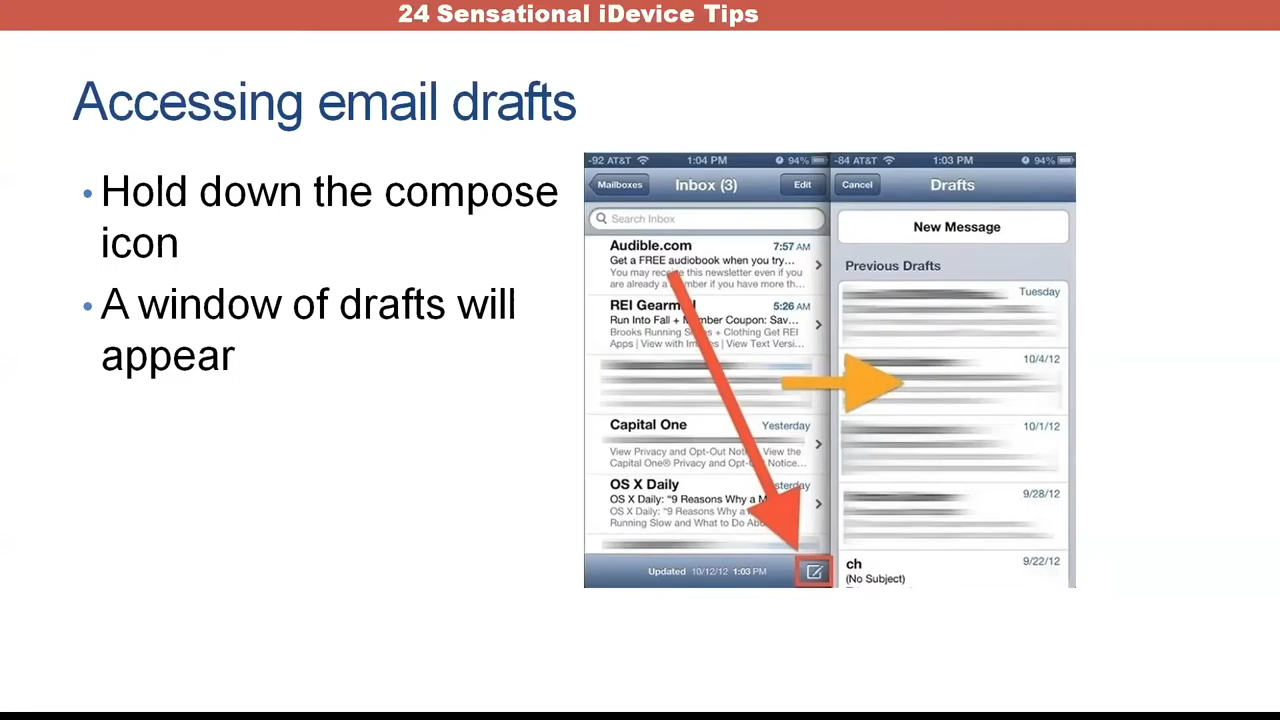 24 Sensational iDevice Tips
Accessing email drafts
• Hold down the compose
icon
• A window of drafts will
appear
-92 AT&T 1:04 PM 94%
Mailboxes Inbox (3) Edit
Search Inbox
Audible.com 7:57 AM
Get a FREE audiobook when you try...
You may receive this newsletter even if you
are already a member if you have more th...
REI Gearmail 5:26 AM
Run Into Fall + Member Coupon: Sav...
Brooks Running Shoes + Clothing Get REI
Apps | View with Images | View Text Versi...
Capital One Yesterday
View Privacy and Opt-Out Notice View the
Capital One® Privacy and Opt-Out Notice...
OS X Daily Yesterday
OS X Daily: "9 Reasons Why a M
OS X Daily: "9 Reasons Why a
Running Slow and What to Do Abo
Updated 10/12/12 1:03 PM
-84 AT&T 1:03 PM 94%
Cancel Drafts
New Message
Previous Drafts
Tuesday
10/4/12
10/1/12
9/28/12
ch 9/22/12
(No Subject)